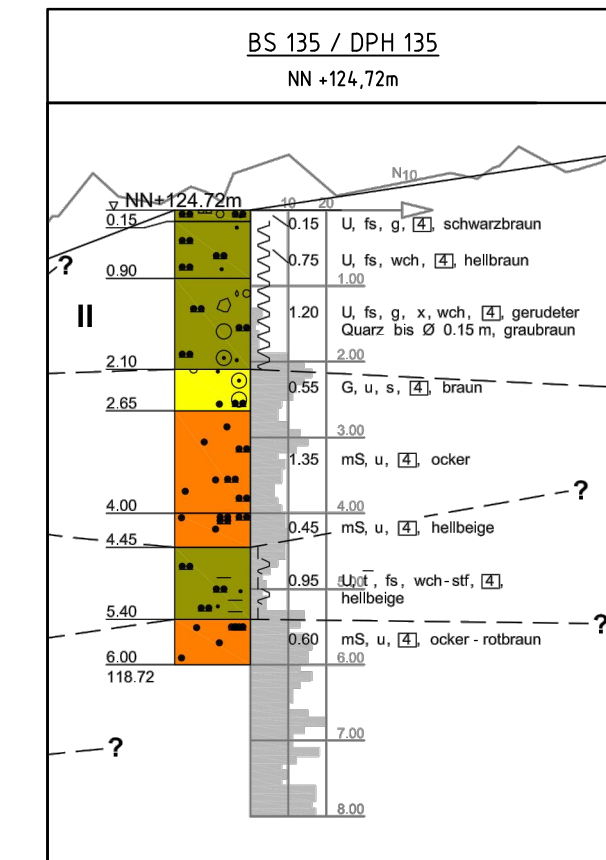 BS 135 / DPH 135
NN +124,72m
N10
NN+124.72m
10 20
0.15
0.15 U, fs, g, 4, schwarzbraun
?
0.75 U, fs, wch, 4, hellbraun
0.90
1.00
II
1.20 U, fs, g, x, wch, 4, gerudeter
Quarz bis Ø 0.15 m, graubraun
2.00
2.10
0.55 G, u, s, 4, braun
2.65
3.00
1.35 mS, u, 4, ocker
?
4.00
4.00
0.45 mS, u, 4, hellbeige
4.45
0.95 U, t̅, fs, wch-stf, 4,
hellbeige
5.00
5.40
?
0.60 mS, u, 4, ocker - rotbraun
6.00
6.00
118.72
7.00
?
8.00